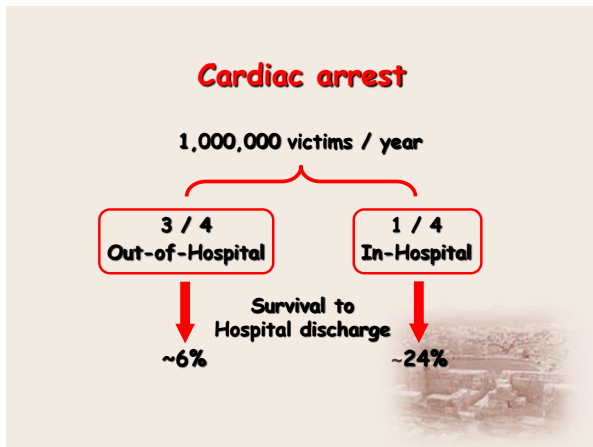 Cardiac arrest
1,000,000 victims / year
3 / 4
Out-of-Hospital
1 / 4
In-Hospital
Survival to
Hospital discharge
~6%
~24%